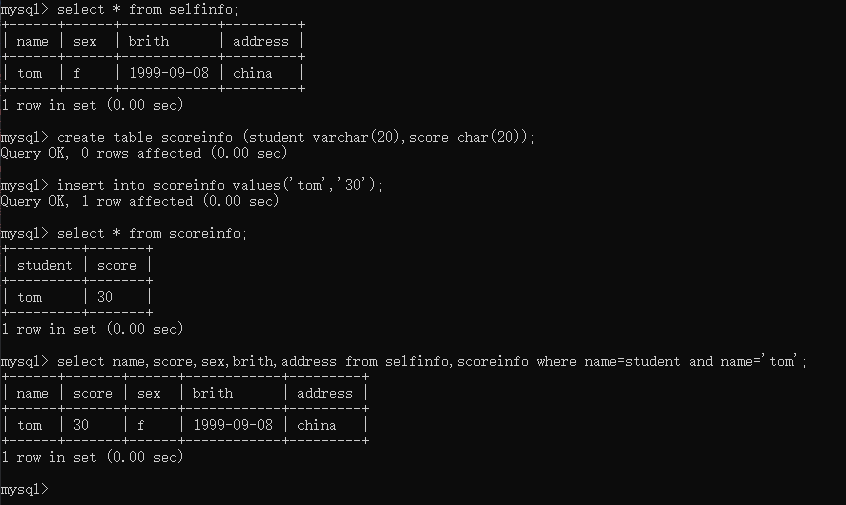 mysql> select * from selfinfo;
+------+------+------------+---------+
| name | sex  | brith      | address |
+------+------+------------+---------+
| tom  | f    | 1999-09-08 | china   |
+------+------+------------+---------+
1 row in set (0.00 sec)
mysql> create table scoreinfo (student varchar(20),score char(20));
Query OK, 0 rows affected (0.00 sec)
mysql> insert into scoreinfo values('tom','30');
Query OK, 1 row affected (0.00 sec)
mysql> select * from scoreinfo;
+---------+-------+
| student | score |
+---------+-------+
| tom     | 30    |
+---------+-------+
1 row in set (0.00 sec)
mysql> select name,score,sex,brith,address from selfinfo,scoreinfo where name=student and name='tom';
+------+-------+------+------------+---------+
| name | score | sex  | brith      | address |
+------+-------+------+------------+---------+
| tom  | 30    | f    | 1999-09-08 | china   |
+------+-------+------+------------+---------+
1 row in set (0.00 sec)
mysql>